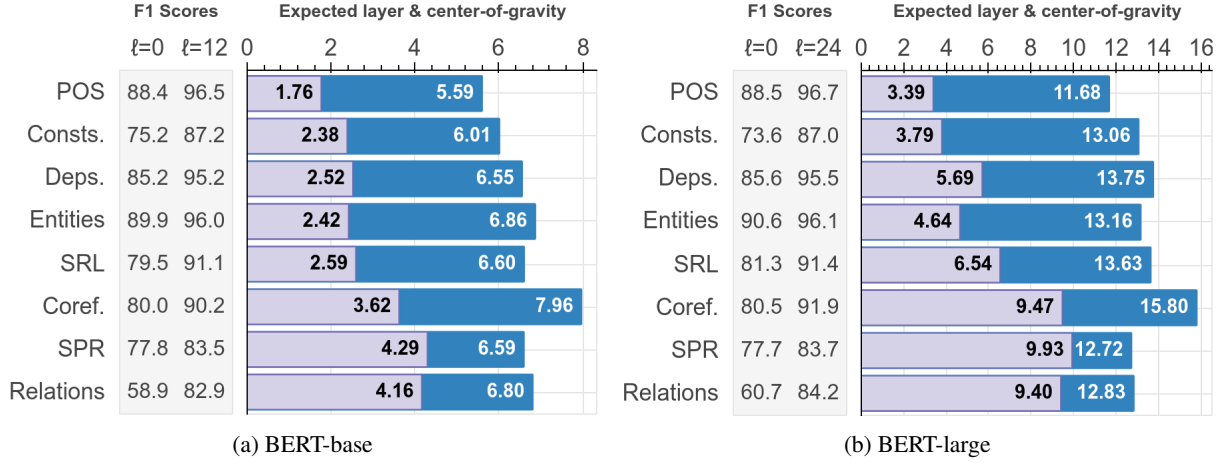 F1 Scores Expected layer & center-of-gravity
ℓ=0 ℓ=12 0 2 4 6 8
POS 88.4 96.5 1.76 5.59
Consts. 75.2 87.2 2.38 6.01
Deps. 85.2 95.2 2.52 6.55
Entities 89.9 96.0 2.42 6.86
SRL 79.5 91.1 2.59 6.60
Coref. 80.0 90.2 3.62 7.96
SPR 77.8 83.5 4.29 6.59
Relations 58.9 82.9 4.16 6.80
(a) BERT-base
F1 Scores Expected layer & center-of-gravity
ℓ=0 ℓ=24 0 2 4 6 8 10 12 14 16
POS 88.5 96.7 3.39 11.68
Consts. 73.6 87.0 3.79 13.06
Deps. 85.6 95.5 5.69 13.75
Entities 90.6 96.1 4.64 13.16
SRL 81.3 91.4 6.54 13.63
Coref. 80.5 91.9 9.47 15.80
SPR 77.7 83.7 9.93 12.72
Relations 60.7 84.2 9.40 12.83
(b) BERT-large